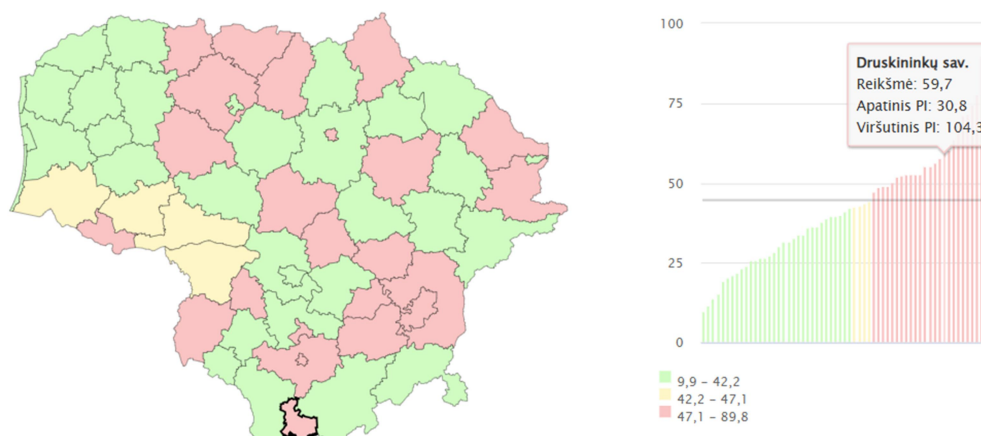 100
75
50
25
0
Druskininkų sav.
Reikšmė: 59,7
Apatinis PI: 30,8
Viršutinis PI: 104,3
9,9 – 42,2
42,2 – 47,1
47,1 – 89,8